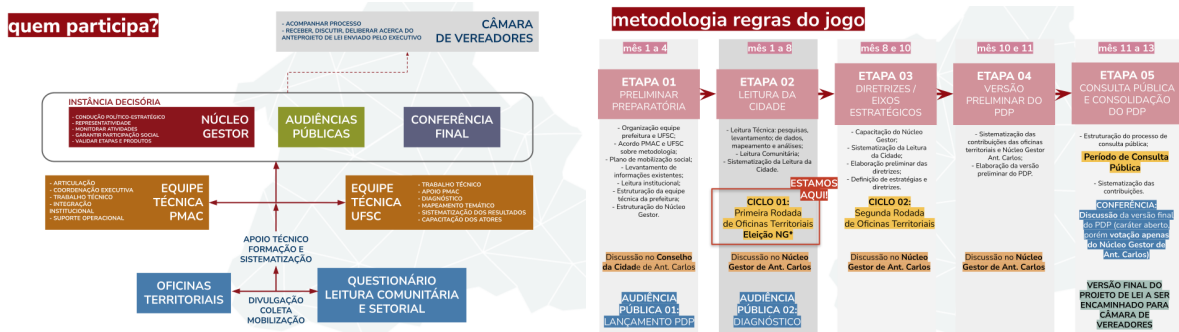 quem participa?
- ACOMPANHAR PROCESSO
- RECEBER, DISCUTIR, DELIBERAR ACERCA DO
ANTEPROJETO DE LEI ENVIADO PELO EXECUTIVO
CÂMARA
DE VEREADORES
INSTÂNCIA DECISÓRIA
- CONDUÇÃO POLÍTICO-ESTRATÉGICO
- REPRESENTATIVIDADE
- MONITORAR ATIVIDADES
- GARANTIR PARTICIPAÇÃO SOCIAL
- VALIDAR ETAPAS E PRODUTOS
NÚCLEO
GESTOR
AUDIÊNCIAS
PÚBLICAS
CONFERÊNCIA
FINAL
- ARTICULAÇÃO
- COORDENAÇÃO EXECUTIVA
- TRABALHO TÉCNICO
- INTEGRAÇÃO
INSTITUCIONAL
- SUPORTE OPERACIONAL
EQUIPE
TÉCNICA
PMAC
EQUIPE
TÉCNICA
UFSC
- TRABALHO TÉCNICO
- APOIO PMAC
- DIAGNÓSTICO
- MAPEAMENTO TEMÁTICO
- SISTEMATIZAÇÃO DOS RESULTADOS
- CAPACITAÇÃO DOS ATORES
APOIO TÉCNICO
FORMAÇÃO E
SISTEMATIZAÇÃO
OFICINAS
TERRITORIAIS
DIVULGAÇÃO
COLETA
MOBILIZAÇÃO
QUESTIONÁRIO
LEITURA COMUNITÁRIA
E SETORIAL
metodologia regras do jogo
mês 1 a 4
ETAPA 01
PRELIMINAR
PREPARATÓRIA
- Organização equipe
prefeitura e UFSC;
- Acordo PMAC e UFSC
sobre metodologia;
- Plano de mobilização social;
- Levantamento de
informações existentes;
- Leitura institucional;
- Estruturação da equipe
técnica da prefeitura;
- Estruturação do Núcleo
Gestor.
Discussão no Conselho
da Cidade de Ant. Carlos
AUDIÊNCIA
PÚBLICA 01:
LANÇAMENTO PDP
mês 1 a 8
ETAPA 02
LEITURA DA
CIDADE
- Leitura Técnica: pesquisas,
levantamento; de dados,
mapeamento e análises;
- Leitura Comunitária;
- Sistematização da Leitura da
Cidade.
ESTAMOS
AQUI!
CICLO 01:
Primeira Rodada
de Oficinas Territoriais
Eleição NG*
Discussão no Núcleo
Gestor de Ant. Carlos
AUDIÊNCIA
PÚBLICA 02:
DIAGNÓSTICO
mês 8 e 10
ETAPA 03
DIRETRIZES /
EIXOS
ESTRATÉGICOS
- Capacitação do Núcleo
Gestor;
- Sistematização da Leitura
da Cidade;
- Elaboração preliminar das
diretrizes;
- Definição de estratégias e
diretrizes.
CICLO 02:
Segunda Rodada
de Oficinas Territoriais
Discussão no Núcleo
Gestor de Ant. Carlos
mês 10 e 11
ETAPA 04
VERSÃO
PRELIMINAR DO
PDP
- Sistematização das
contribuições das oficinas
territoriais e Núcleo Gestor
Ant. Carlos;
- Elaboração da versão
preliminar do PDP.
Discussão no Núcleo
Gestor de Ant. Carlos
mês 11 a 13
ETAPA 05
CONSULTA PÚBLICA
E CONSOLIDAÇÃO
DO PDP
- Estruturação do processo de
consulta pública;
Período de Consulta
Pública
- Sistematização das
contribuições.
CONFERÊNCIA:
Discussão da versão final
do PDP (caráter aberto,
porém votação apenas
do Núcleo Gestor de
Ant. Carlos)
VERSÃO FINAL DO
PROJETO DE LEI A SER
ENCAMINHADO PARA
CÂMARA DE
VEREADORES